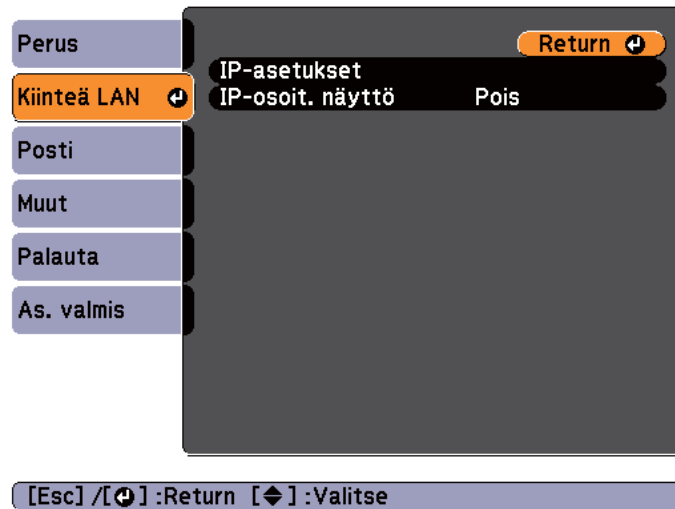 Perus
Kiinteä LAN
Posti
Muut
Palauta
As. valmis
Return
IP-asetukset
IP-osoit. näyttö Pois
[Esc] /[ ] :Return [ ] :Valitse